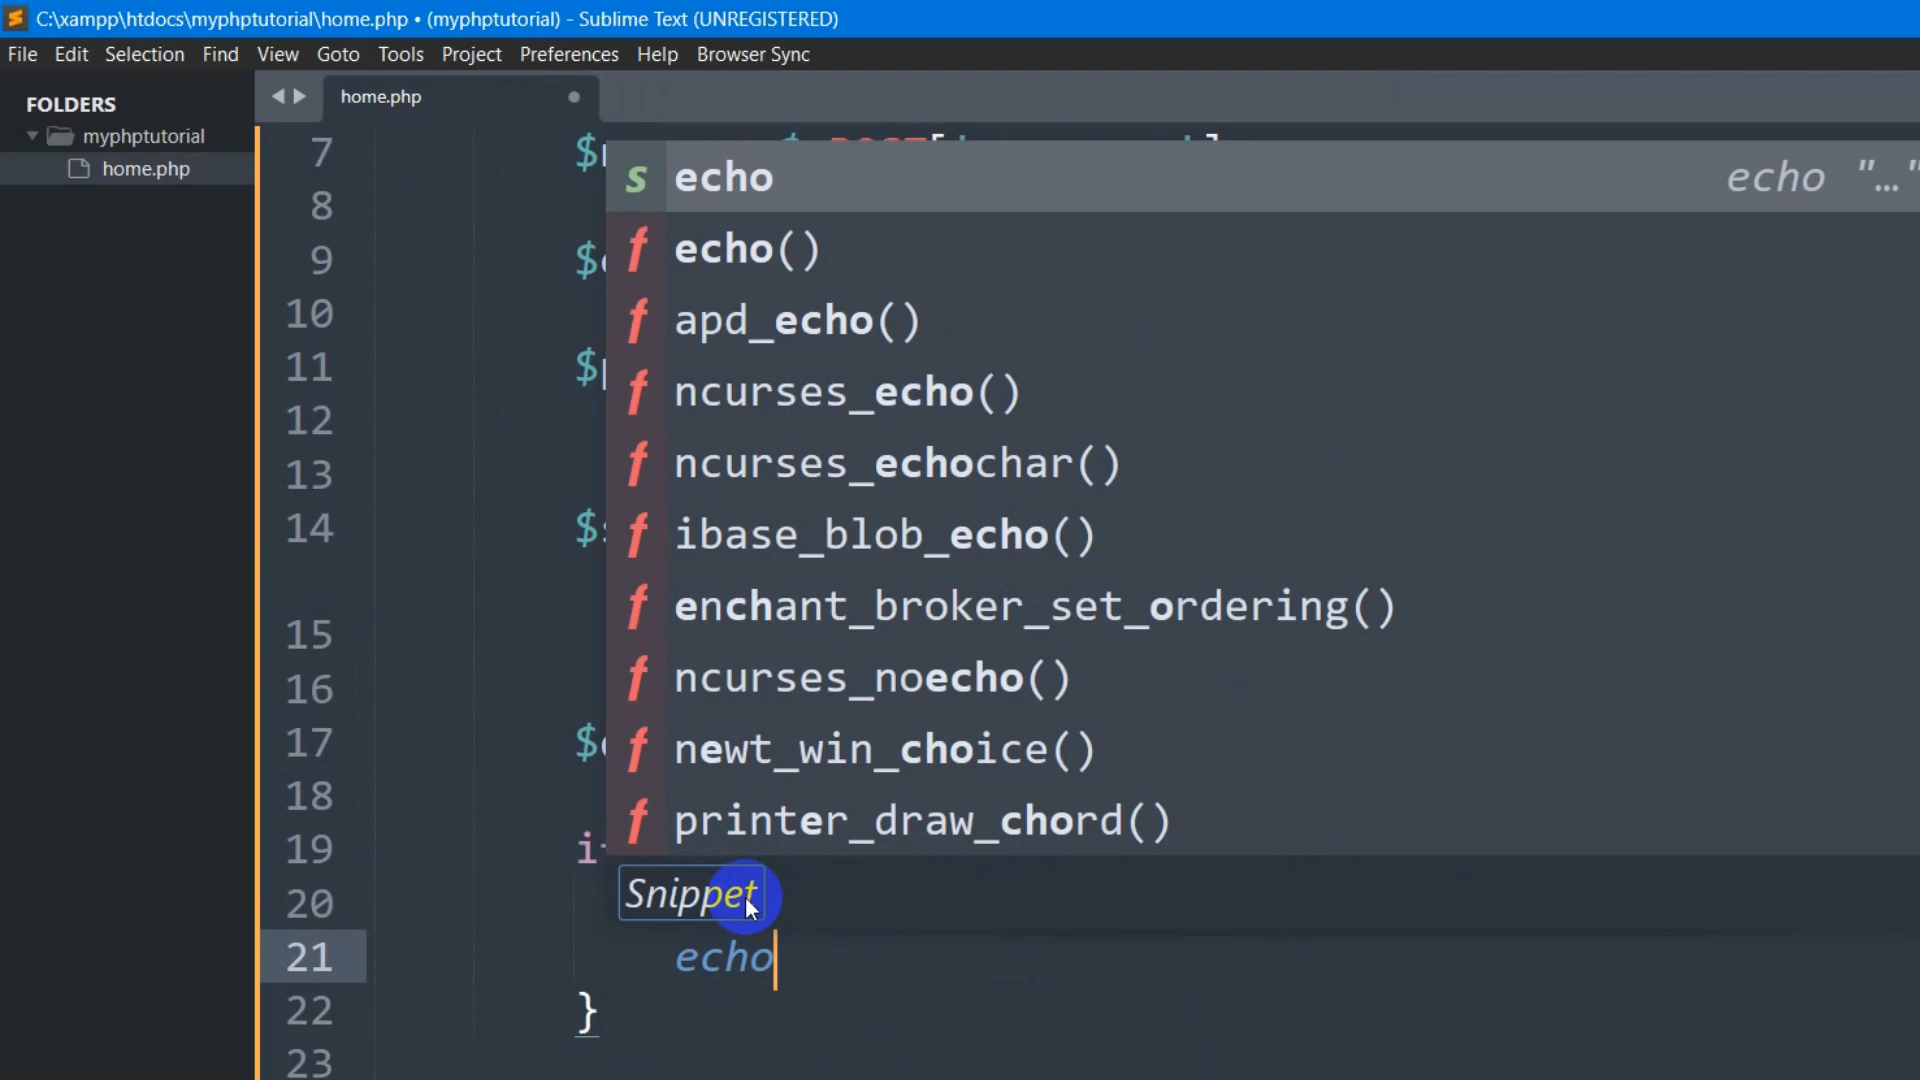 C:\xampp\htdocs\myphptutorial\home.php • (myphptutorial) - Sublime Text (UNREGISTERED)
File Edit Selection Find View Goto Tools Project Preferences Help Browser Sync
FOLDERS
myphptutorial
home.php
home.php
7
8
9
10
11
12
13
14
15
16
17
18
19
20
21 echo
22 }
23
s echo echo "…"
f echo()
f apd_echo()
f ncurses_echo()
f ncurses_echochar()
f ibase_blob_echo()
f enchant_broker_set_ordering()
f ncurses_noecho()
f newt_win_choice()
f printer_draw_chord()
Snippet